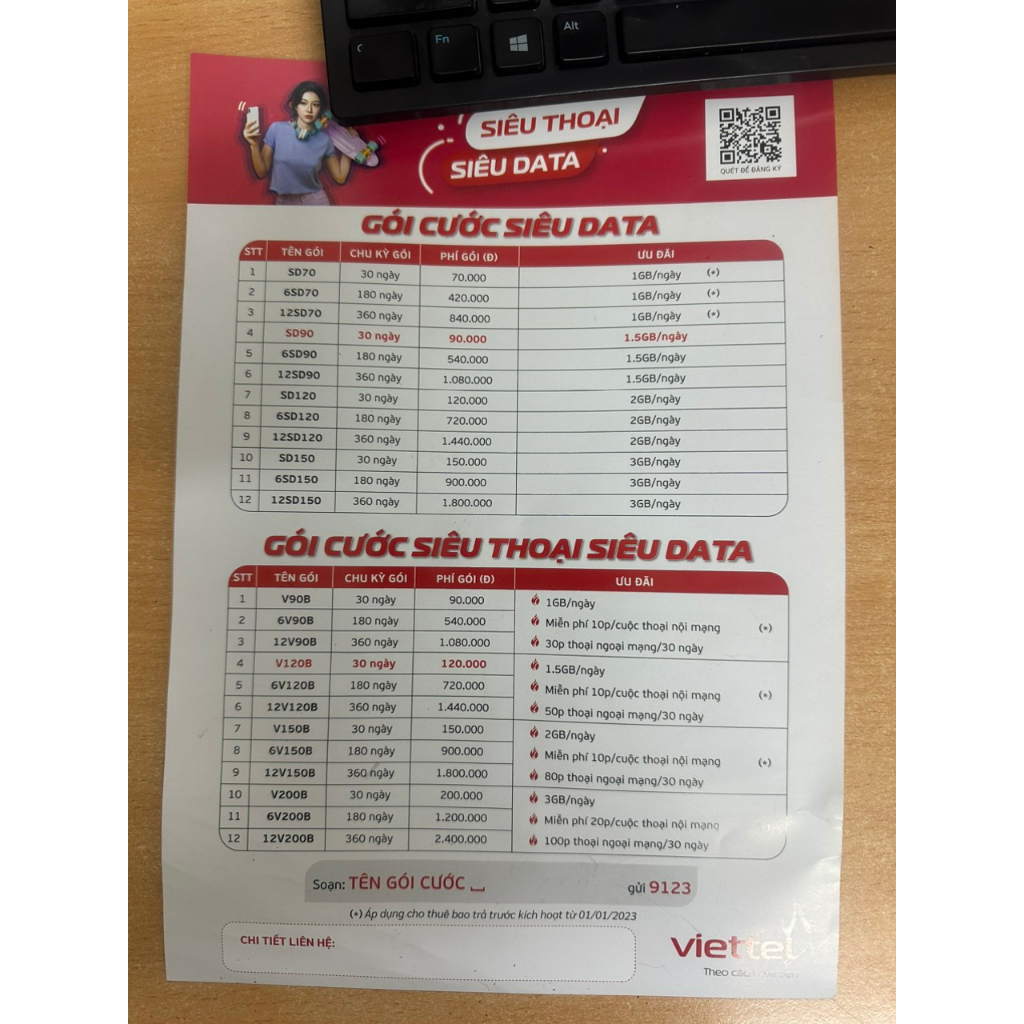 Fn
Alt
SIÊU THOẠI
SIÊU DATA
QUÉT ĐỂ ĐĂNG KÝ
GÓI CƯỚC SIÊU DATA
STT TÊN GÓI CHU KỲ GÓI PHÍ GÓI (Đ) ƯU ĐÃI
1 SD70 30 ngày 70.000 1GB/ngày (*)
2 6SD70 180 ngày 420.000 1GB/ngày (*)
3 12SD70 360 ngày 840.000 1GB/ngày (*)
4 SD90 30 ngày 90.000 1.5GB/ngày
5 6SD90 180 ngày 540.000 1.5GB/ngày
6 12SD90 360 ngày 1.080.000 1.5GB/ngày
7 SD120 30 ngày 120.000 2GB/ngày
8 6SD120 180 ngày 720.000 2GB/ngày
9 12SD120 360 ngày 1.440.000 2GB/ngày
10 SD150 30 ngày 150.000 3GB/ngày
11 6SD150 180 ngày 900.000 3GB/ngày
12 12SD150 360 ngày 1.800.000 3GB/ngày
GÓI CƯỚC SIÊU THOẠI SIÊU DATA
STT TÊN GÓI CHU KỲ GÓI PHÍ GÓI (Đ) ƯU ĐÃI
1 V90B 30 ngày 90.000 1GB/ngày
2 6V90B 180 ngày 540.000 Miễn phí 10p/cuộc thoại nội mạng (*)
3 12V90B 360 ngày 1.080.000 30p thoại ngoại mạng/30 ngày
4 V120B 30 ngày 120.000 1.5GB/ngày
5 6V120B 180 ngày 720.000 Miễn phí 10p/cuộc thoại nội mạng (*)
6 12V120B 360 ngày 1.440.000 50p thoại ngoại mạng/30 ngày
7 V150B 30 ngày 150.000 2GB/ngày
8 6V150B 180 ngày 900.000 Miễn phí 10p/cuộc thoại nội mạng (*)
9 12V150B 360 ngày 1.800.000 80p thoại ngoại mạng/30 ngày
10 V200B 30 ngày 200.000 3GB/ngày
11 6V200B 180 ngày 1.200.000 Miễn phí 20p/cuộc thoại nội mạng
12 12V200B 360 ngày 2.400.000 100p thoại ngoại mạng/30 ngày
Soạn: TÊN GÓI CƯỚC ⎵ gửi 9123
(*) Áp dụng cho thuê bao trả trước kích hoạt từ 01/01/2023
CHI TIẾT LIÊN HỆ:
viettel
Theo cách